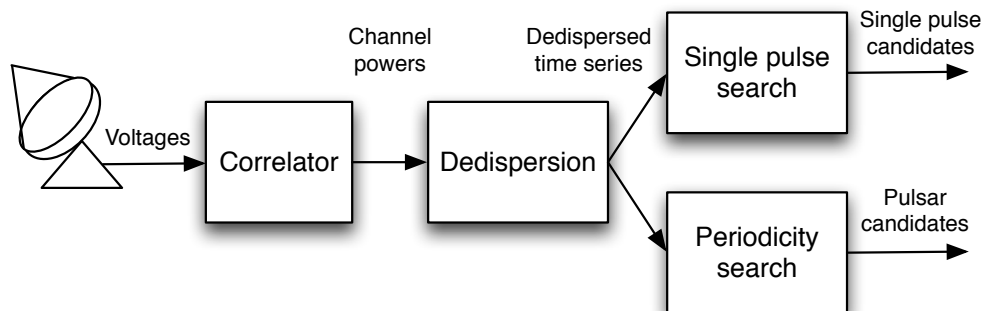 Voltages
Correlator
Channel
powers
Dedispersion
Dedispersed
time series
Single pulse
search
Single pulse
candidates
Periodicity
search
Pulsar
candidates